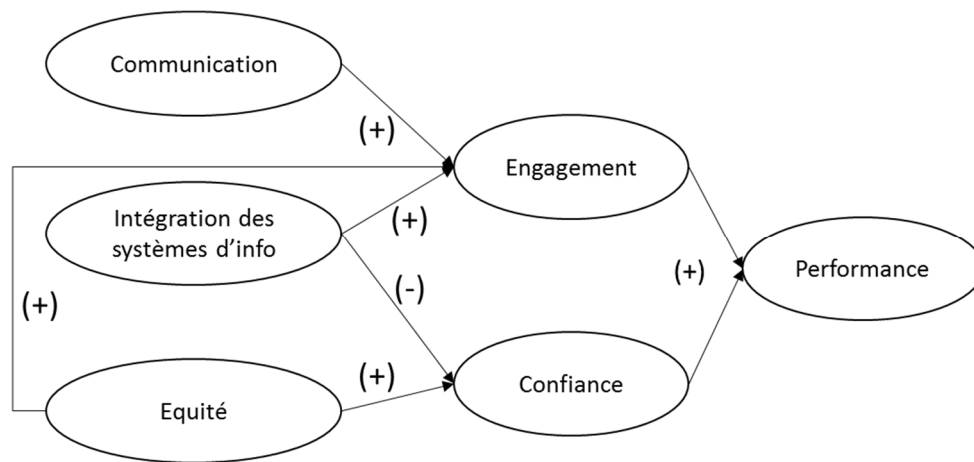 Communication
(+)
Engagement
Intégration des
systèmes d'info
(+)
(-)
(+)
Performance
(+)
Equité
(+)
Confiance